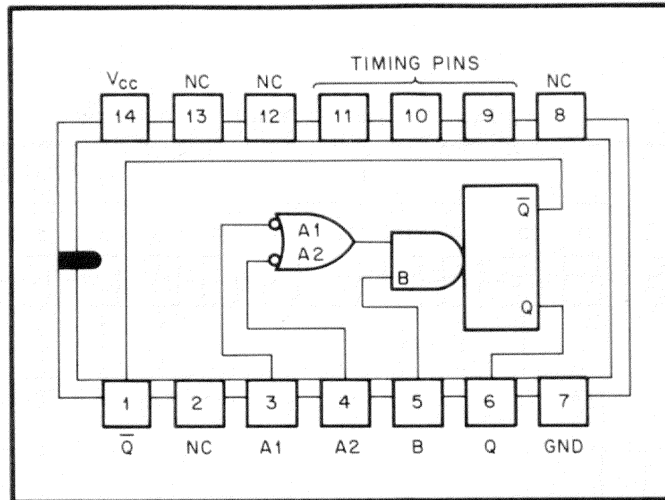 TIMING PINS
VCC NC NC NC
14 13 12 11 10 9 8
Q̅
A1
A2
B
Q
1 2 3 4 5 6 7
Q̅ NC A1 A2 B Q GND